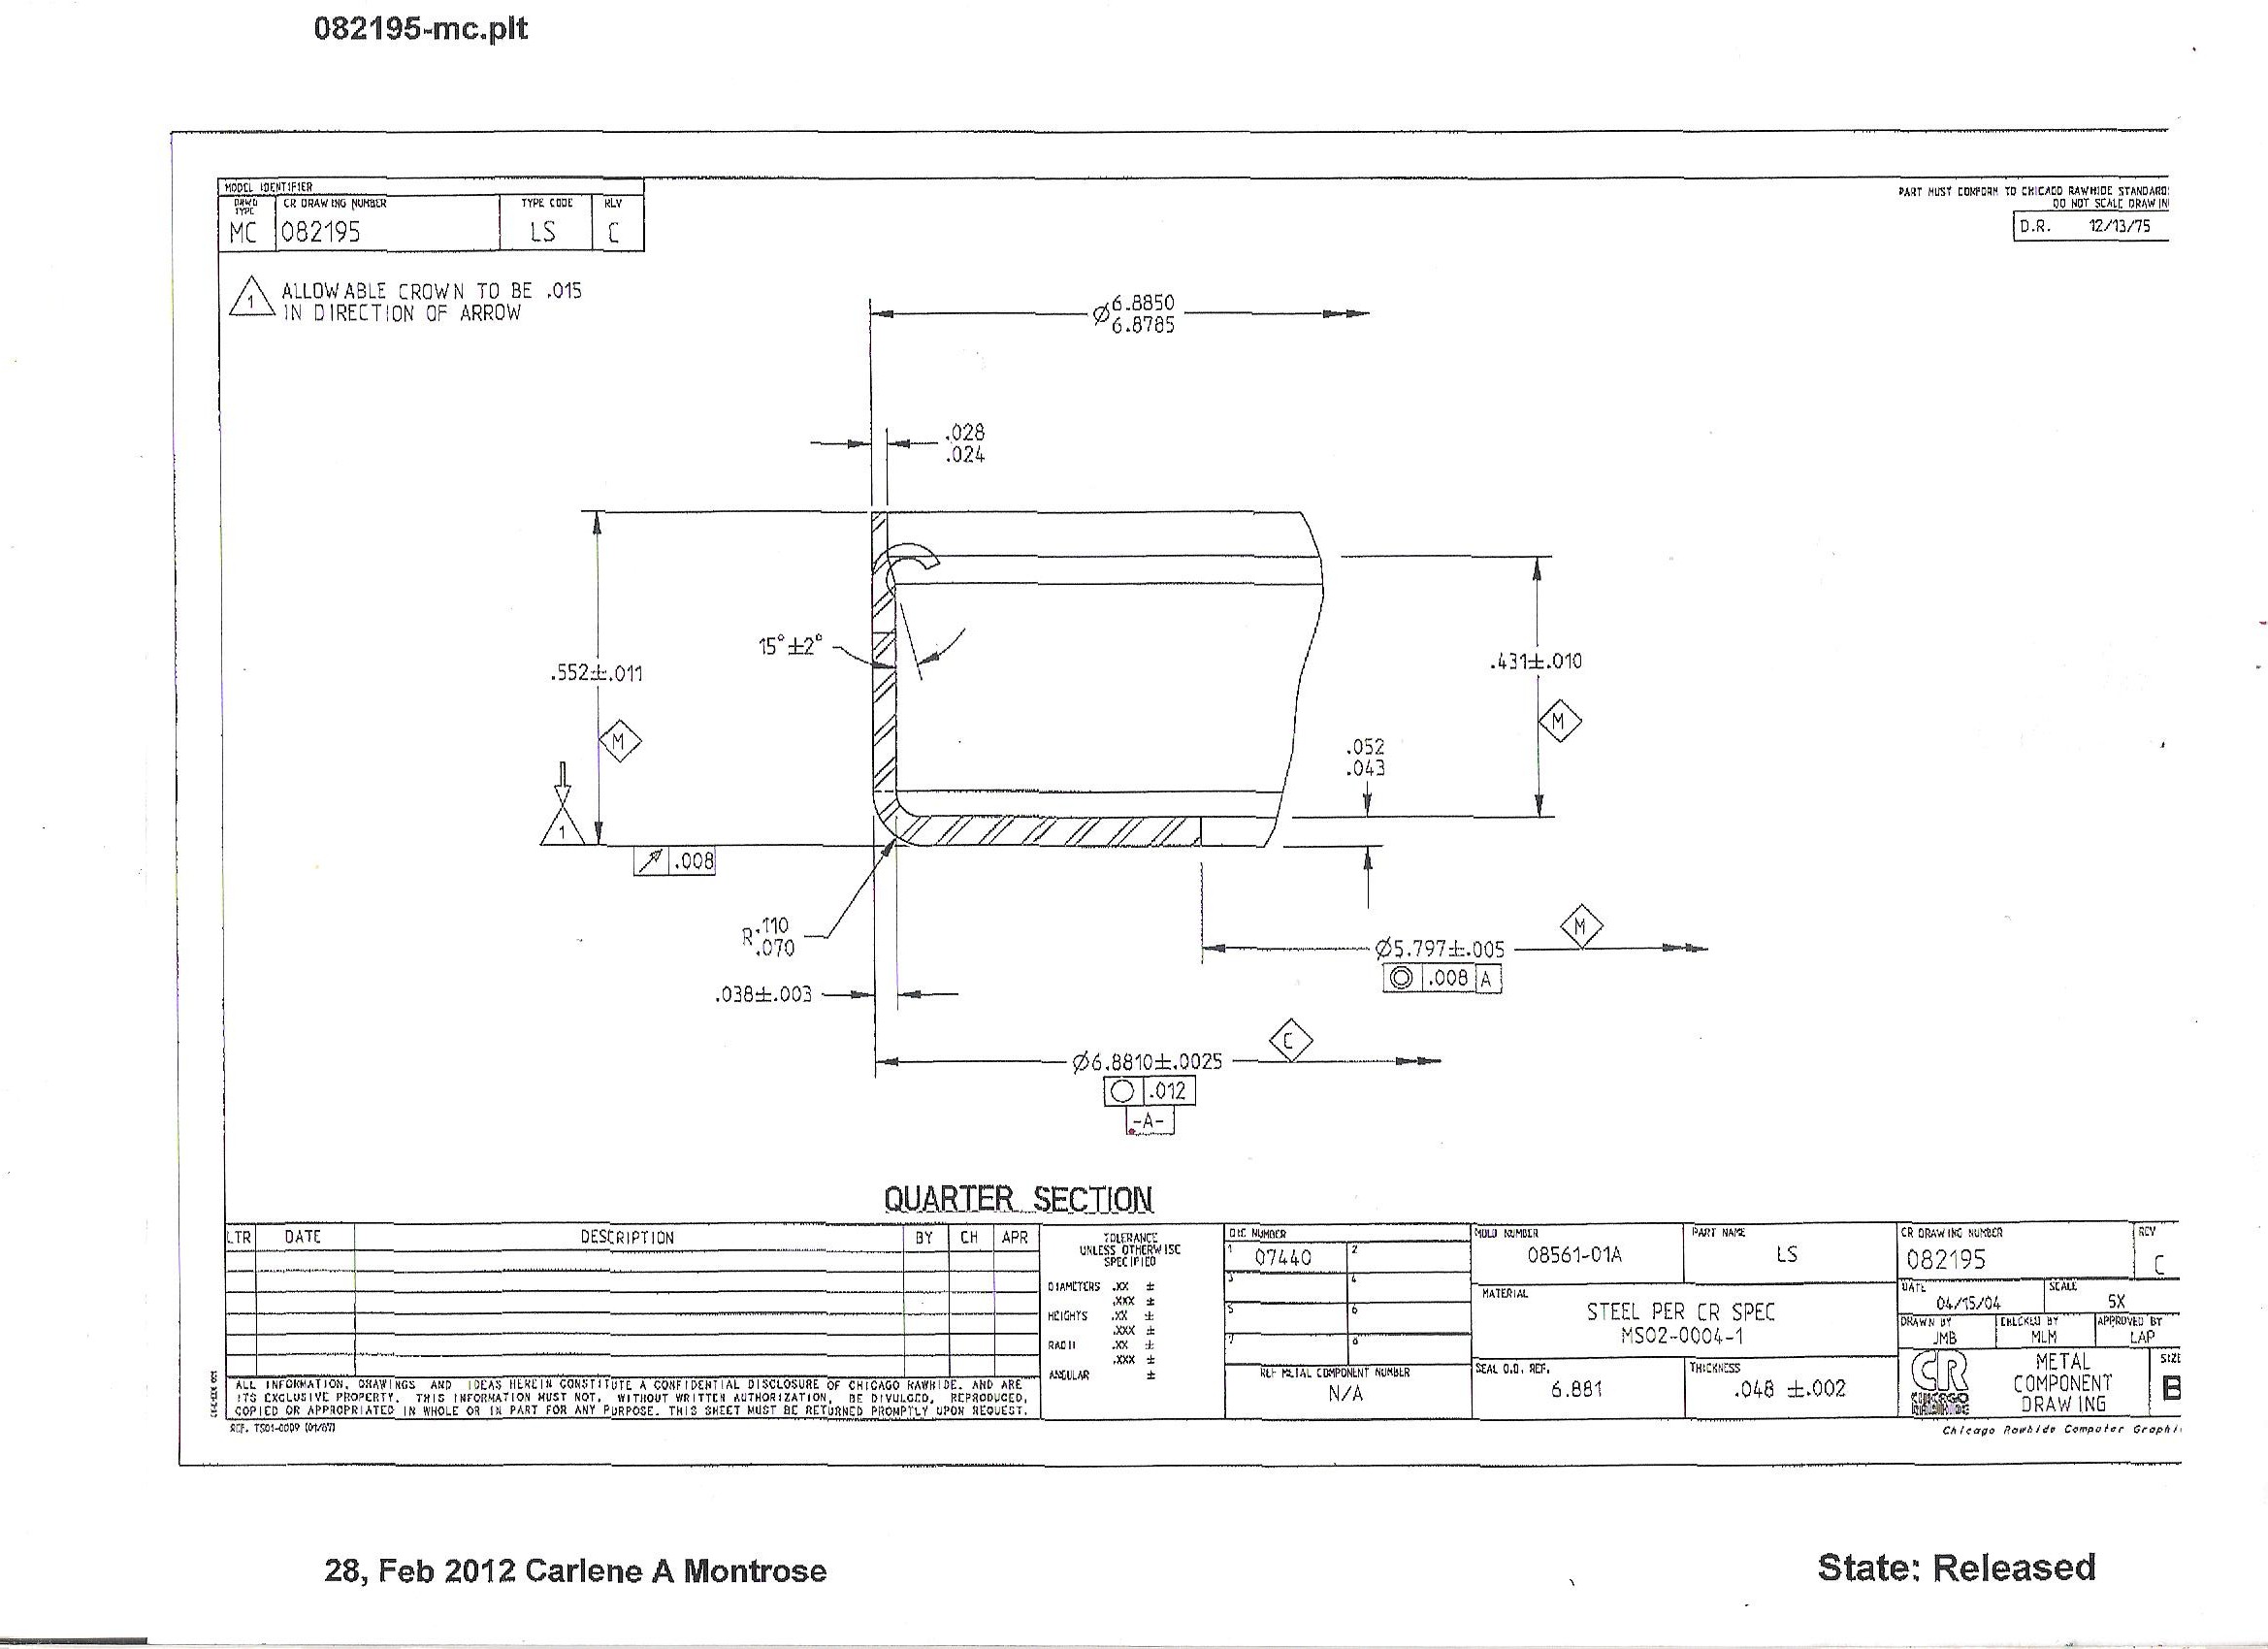 082195-mc.plt
MODEL IDENTIFIER
DRWG TYPE
CR DRAWING NUMBER
TYPE CODE
REV
MC
082195
LS
C
PART MUST CONFORM TO CHICAGO RAWHIDE STANDARD
DO NOT SCALE DRAWIN
D.R. 12/13/75
1
ALLOWABLE CROWN TO BE .015
IN DIRECTION OF ARROW
Ø6.8850
6.8785
.028
.024
15°±2°
.552±.011
M
.431±.010
M
.052
.043
1
.008
R.110
.070
.038±.003
M
Ø5.797±.005
.008 A
C
Ø6.8810±.0025
.012
-A-
QUARTER SECTION
LTR DATE DESCRIPTION BY CH APR
TOLERANCE
UNLESS OTHERWISE
SPECIFIED
DIAMETERS .XX ±
.XXX ±
HEIGHTS .XX ±
.XXX ±
RADII .XX ±
.XXX ±
ANGULAR ±
DIE NUMBER
1 07440 2
3 4
5 6
7 8
REF METAL COMPONENT NUMBER
N/A
MOLD NUMBER
08561-01A
PART NAME
LS
MATERIAL
STEEL PER CR SPEC
MS02-0004-1
SEAL O.D. REF.
6.881
THICKNESS
.048 ±.002
CR DRAWING NUMBER
082195
REV
C
DATE
04/15/04
SCALE
5X
DRAWN BY
JMB
CHECKED BY
MLM
APPROVED BY
LAP
CR
CHICAGO
RAWHIDE
METAL
COMPONENT
DRAWING
SIZE
B
ALL INFORMATION, DRAWINGS AND IDEAS HEREIN CONSTITUTE A CONFIDENTIAL DISCLOSURE OF CHICAGO RAWHIDE. AND ARE
ITS EXCLUSIVE PROPERTY. THIS INFORMATION MUST NOT, WITHOUT WRITTEN AUTHORIZATION, BE DIVULGED, REPRODUCED,
COPIED OR APPROPRIATED IN WHOLE OR IN PART FOR ANY PURPOSE. THIS SHEET MUST BE RETURNED PROMPTLY UPON REQUEST.
REF. TS01-0009 (01/87)
Chicago Rawhide Computer Graphi
28, Feb 2012 Carlene A Montrose
State: Released